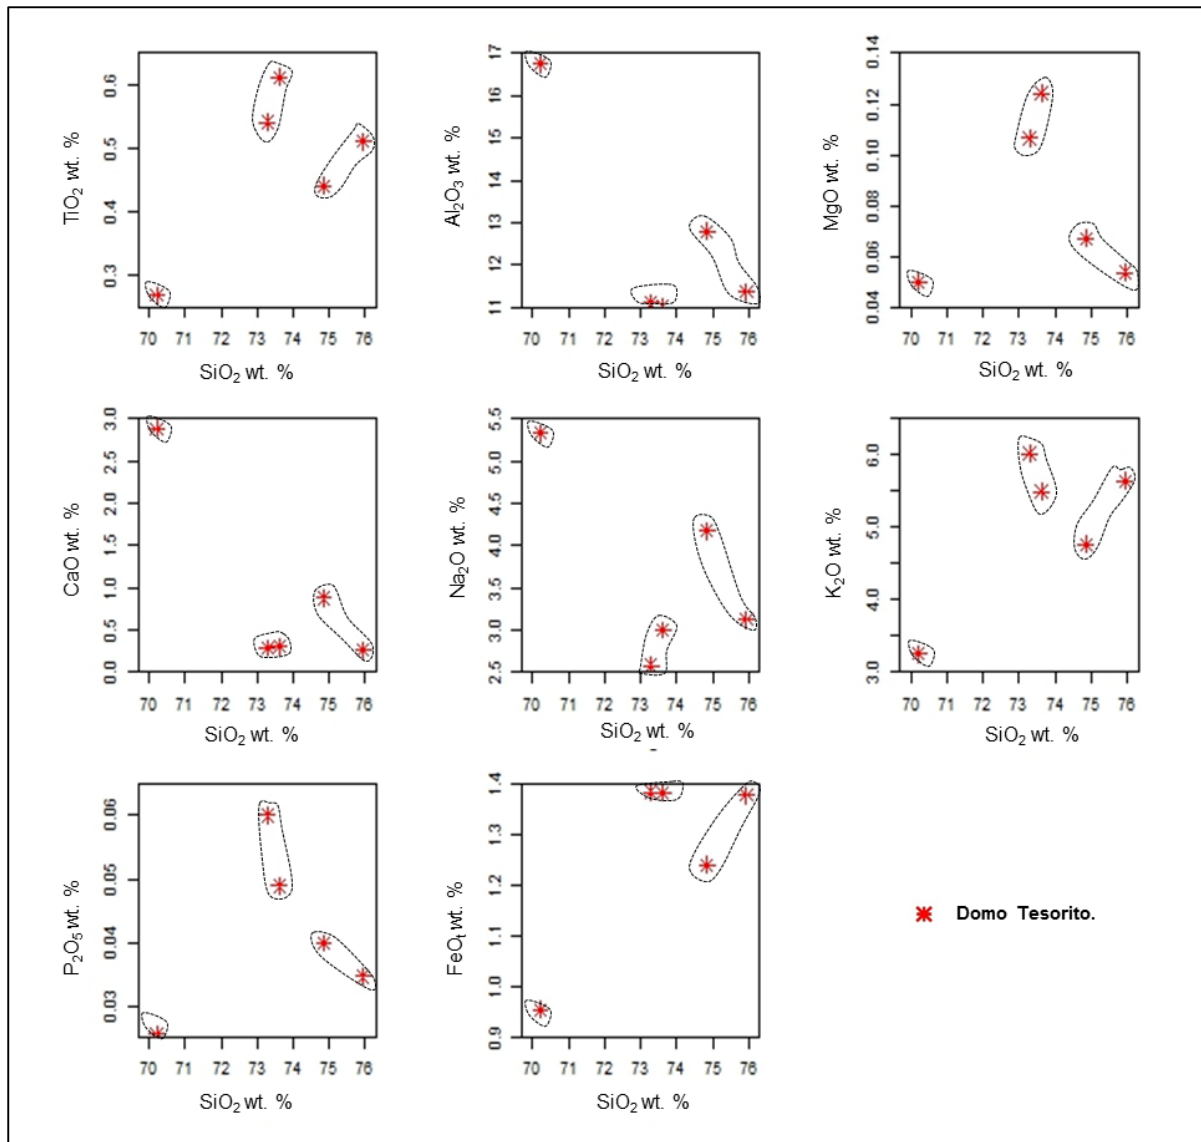 TiO2 wt. %
0.3 0.4 0.5 0.6
70 71 72 73 74 75 76
SiO2 wt. %
Al2O3 wt. %
11 12 13 14 15 16 17
70 71 72 73 74 75 76
SiO2 wt. %
MgO wt. %
0.04 0.06 0.08 0.10 0.12 0.14
70 71 72 73 74 75 76
SiO2 wt. %
CaO wt. %
0.0 0.5 1.0 1.5 2.0 2.5 3.0
70 71 72 73 74 75 76
SiO2 wt. %
Na2O wt. %
2.5 3.0 3.5 4.0 4.5 5.0 5.5
70 71 72 73 74 75 76
SiO2 wt. %
K2O wt. %
3.0 4.0 5.0 6.0
70 71 72 73 74 75 76
SiO2 wt. %
P2O5 wt. %
0.03 0.04 0.06
70 71 72 73 74 75 76
SiO2 wt. %
FeOt wt. %
0.9 1.0 1.1 1.2 1.3 1.4
70 71 72 73 74 75 76
SiO2 wt. %
Domo Tesorito.